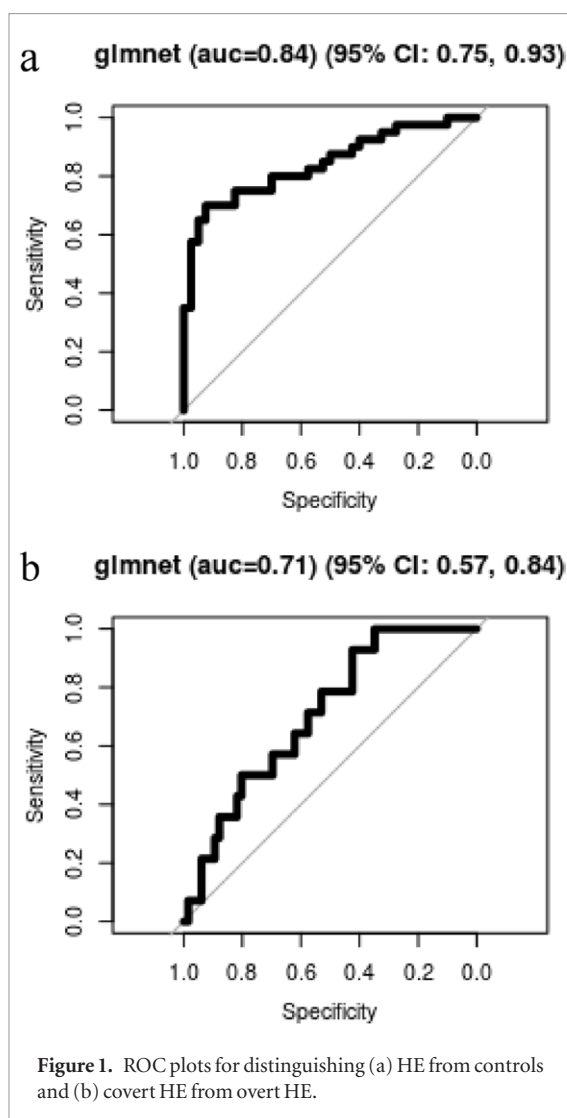 a
glmnet (auc=0.84) (95% CI: 0.75, 0.93)
1.0
0.8
0.6
0.4
0.2
0.0
Sensitivity
1.0 0.8 0.6 0.4 0.2 0.0
Specificity
b
glmnet (auc=0.71) (95% CI: 0.57, 0.84)
1.0
0.8
0.6
0.4
0.2
0.0
Sensitivity
1.0 0.8 0.6 0.4 0.2 0.0
Specificity
Figure 1. ROC plots for distinguishing (a) HE from controls
and (b) covert HE from overt HE.